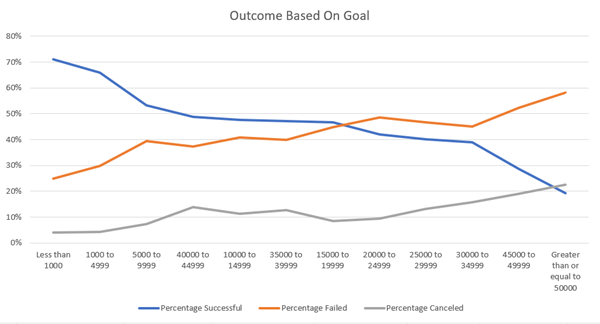 Outcome Based On Goal
80%
70%
60%
50%
40%
30%
20%
10%
0%
Less than
1000
1000 to
4999
5000 to
9999
40000 to
44999
10000 to
14999
35000 to
39999
15000 to
19999
20000 to
24999
25000 to
29999
30000 to
34999
45000 to
49999
Greater
than or
equal to
50000
Percentage Successful
Percentage Failed
Percentage Canceled